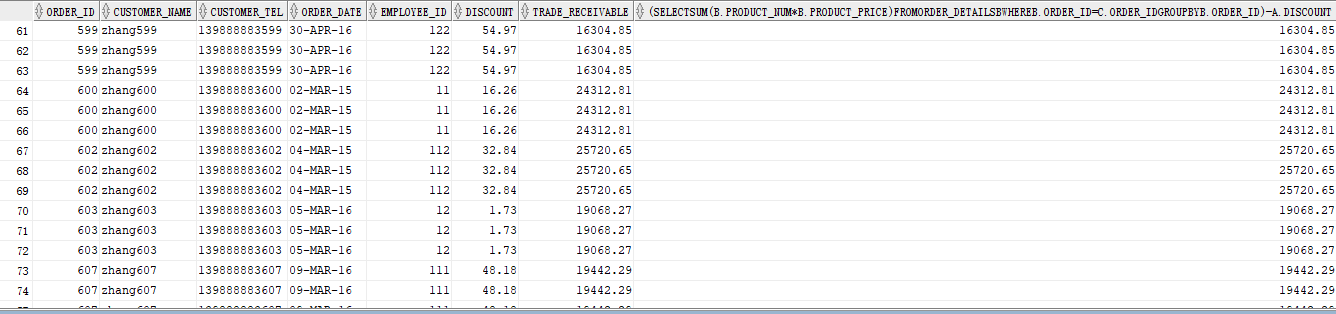 ORDER_ID CUSTOMER_NAME CUSTOMER_TEL ORDER_DATE EMPLOYEE_ID DISCOUNT TRADE_RECEIVABLE (SELECTSUM(B.PRODUCT_NUM*B.PRODUCT_PRICE)FROMORDER_DETAILSBWHEREB.ORDER_ID=C.ORDER_IDGROUPBYB.ORDER_ID)-A.DISCOUNT
61 599 zhang599 139888883599 30-APR-16 122 54.97 16304.85 16304.85
62 599 zhang599 139888883599 30-APR-16 122 54.97 16304.85 16304.85
63 599 zhang599 139888883599 30-APR-16 122 54.97 16304.85 16304.85
64 600 zhang600 139888883600 02-MAR-15 11 16.26 24312.81 24312.81
65 600 zhang600 139888883600 02-MAR-15 11 16.26 24312.81 24312.81
66 600 zhang600 139888883600 02-MAR-15 11 16.26 24312.81 24312.81
67 602 zhang602 139888883602 04-MAR-15 112 32.84 25720.65 25720.65
68 602 zhang602 139888883602 04-MAR-15 112 32.84 25720.65 25720.65
69 602 zhang602 139888883602 04-MAR-15 112 32.84 25720.65 25720.65
70 603 zhang603 139888883603 05-MAR-16 12 1.73 19068.27 19068.27
71 603 zhang603 139888883603 05-MAR-16 12 1.73 19068.27 19068.27
72 603 zhang603 139888883603 05-MAR-16 12 1.73 19068.27 19068.27
73 607 zhang607 139888883607 09-MAR-16 111 48.18 19442.29 19442.29
74 607 zhang607 139888883607 09-MAR-16 111 48.18 19442.29 19442.29